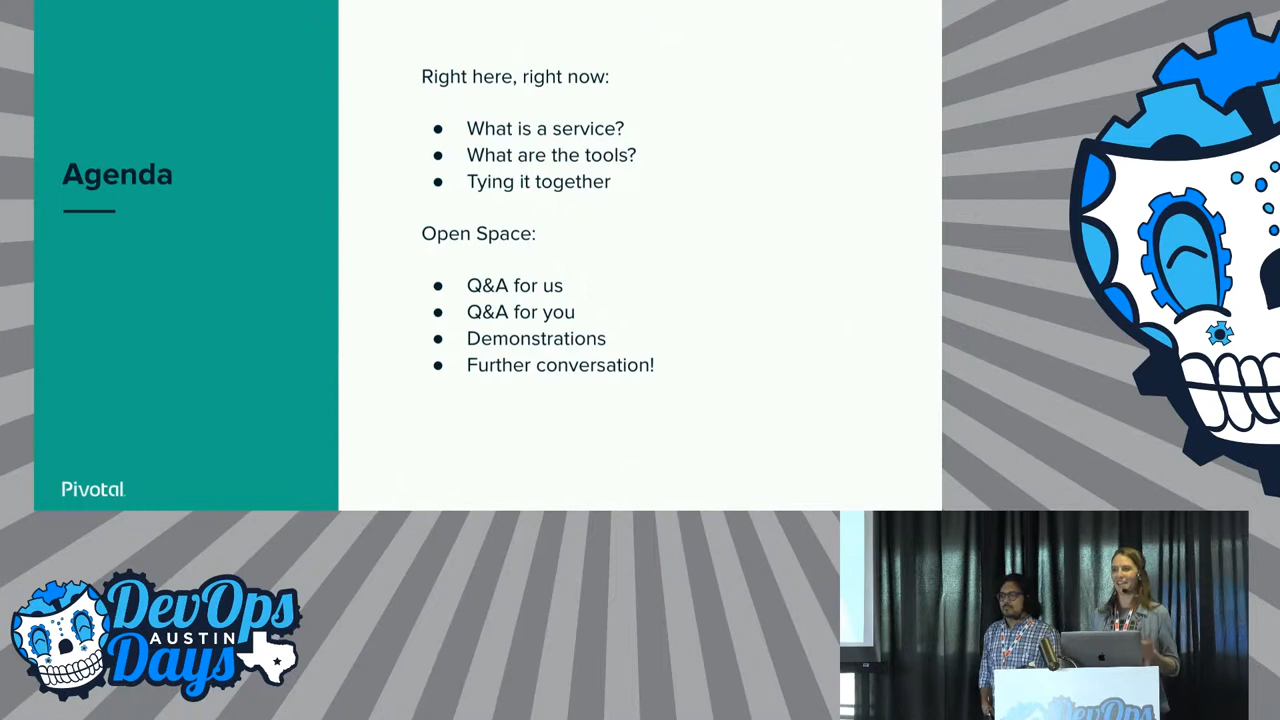 Agenda
Right here, right now:
● What is a service?
● What are the tools?
● Tying it together
Open Space:
● Q&A for us
● Q&A for you
● Demonstrations
● Further conversation!
Pivotal
DevOps
AUSTIN
Days
DevOps